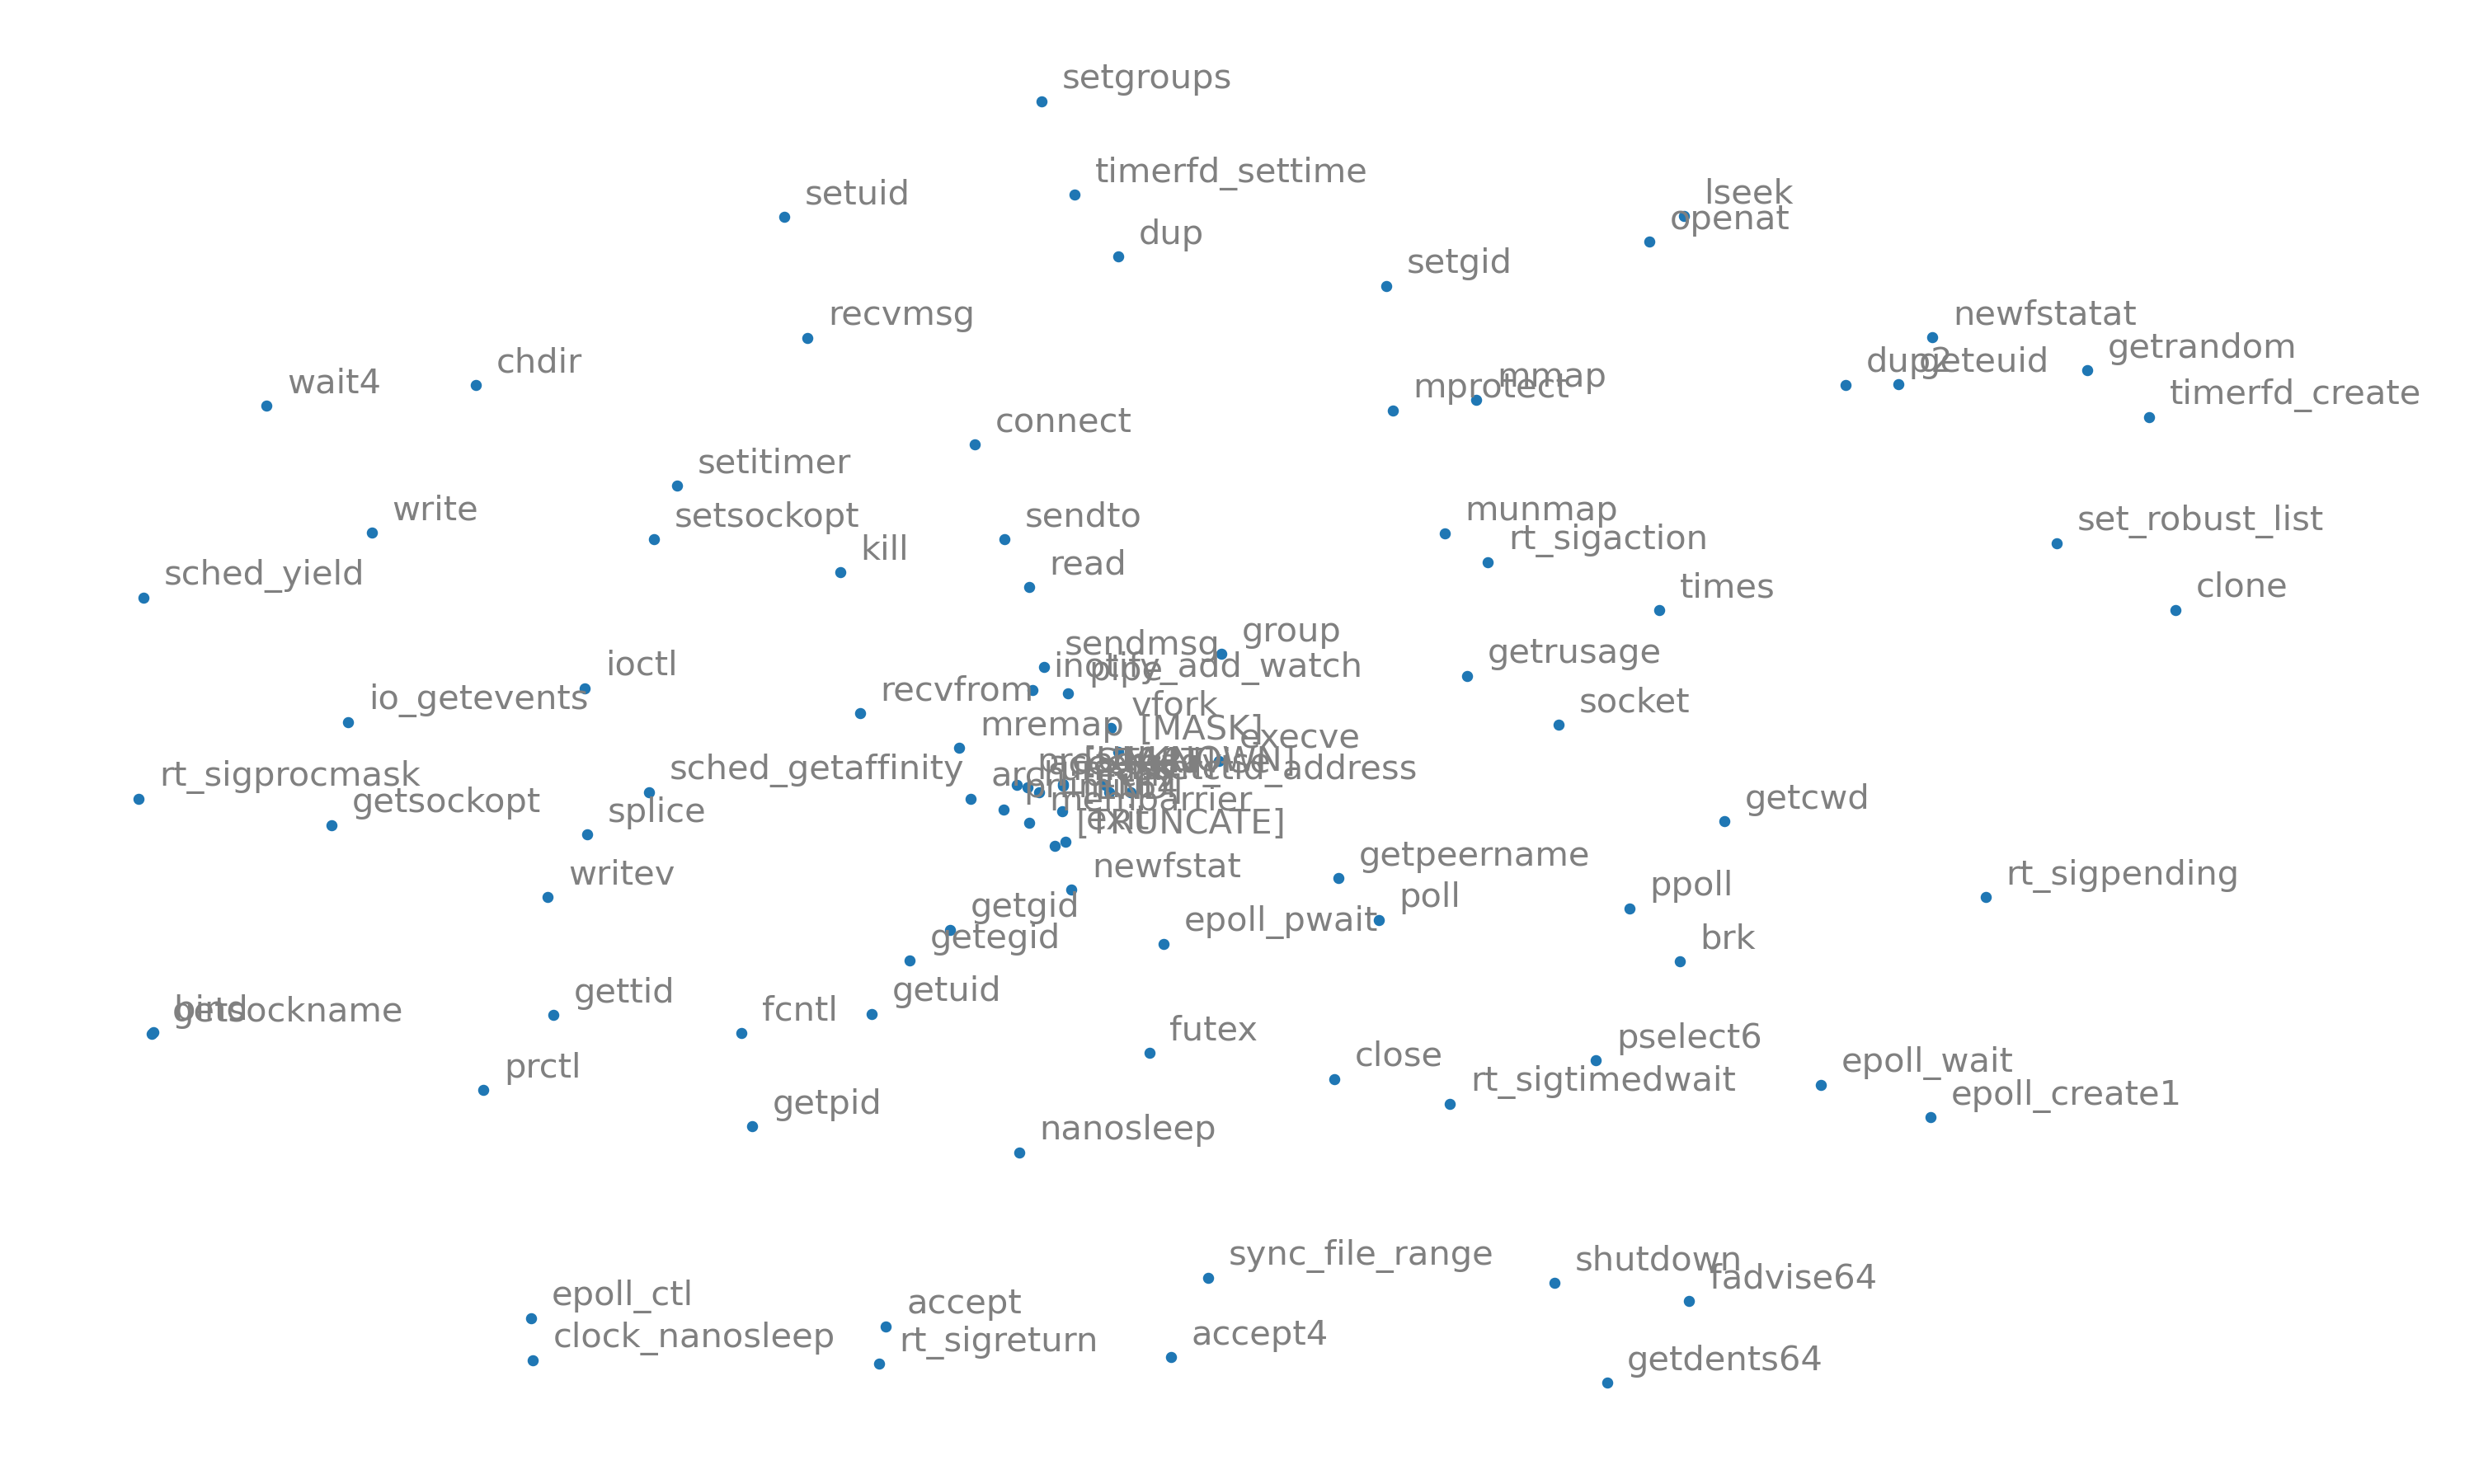 setgroups
timerfd_settime
setuid
lseek
openat
dup
setgid
recvmsg
newfstatat
getrandom
chdir
dup2
geteuid
wait4
mmap
mprotect
timerfd_create
connect
setitimer
write
setsockopt
sendto
munmap
set_robust_list
rt_sigaction
kill
read
sched_yield
times
clone
group
sendmsg
getrusage
ioctl
inotify_add_watch
pipe
recvfrom
io_getevents
vfork
socket
mremap
[MASK]
execve
rt_sigprocmask
sched_getaffinity
getsockopt
getcwd
membarrier
splice
exit
[TRUNCATE]
getpeername
newfstat
writev
rt_sigpending
ppoll
poll
getgid
epoll_pwait
getegid
brk
gettid
getuid
bind
getsockname
fcntl
futex
pselect6
close
epoll_wait
prctl
rt_sigtimedwait
epoll_create1
getpid
nanosleep
sync_file_range
shutdown
fadvise64
epoll_ctl
accept
clock_nanosleep
rt_sigreturn
accept4
getdents64